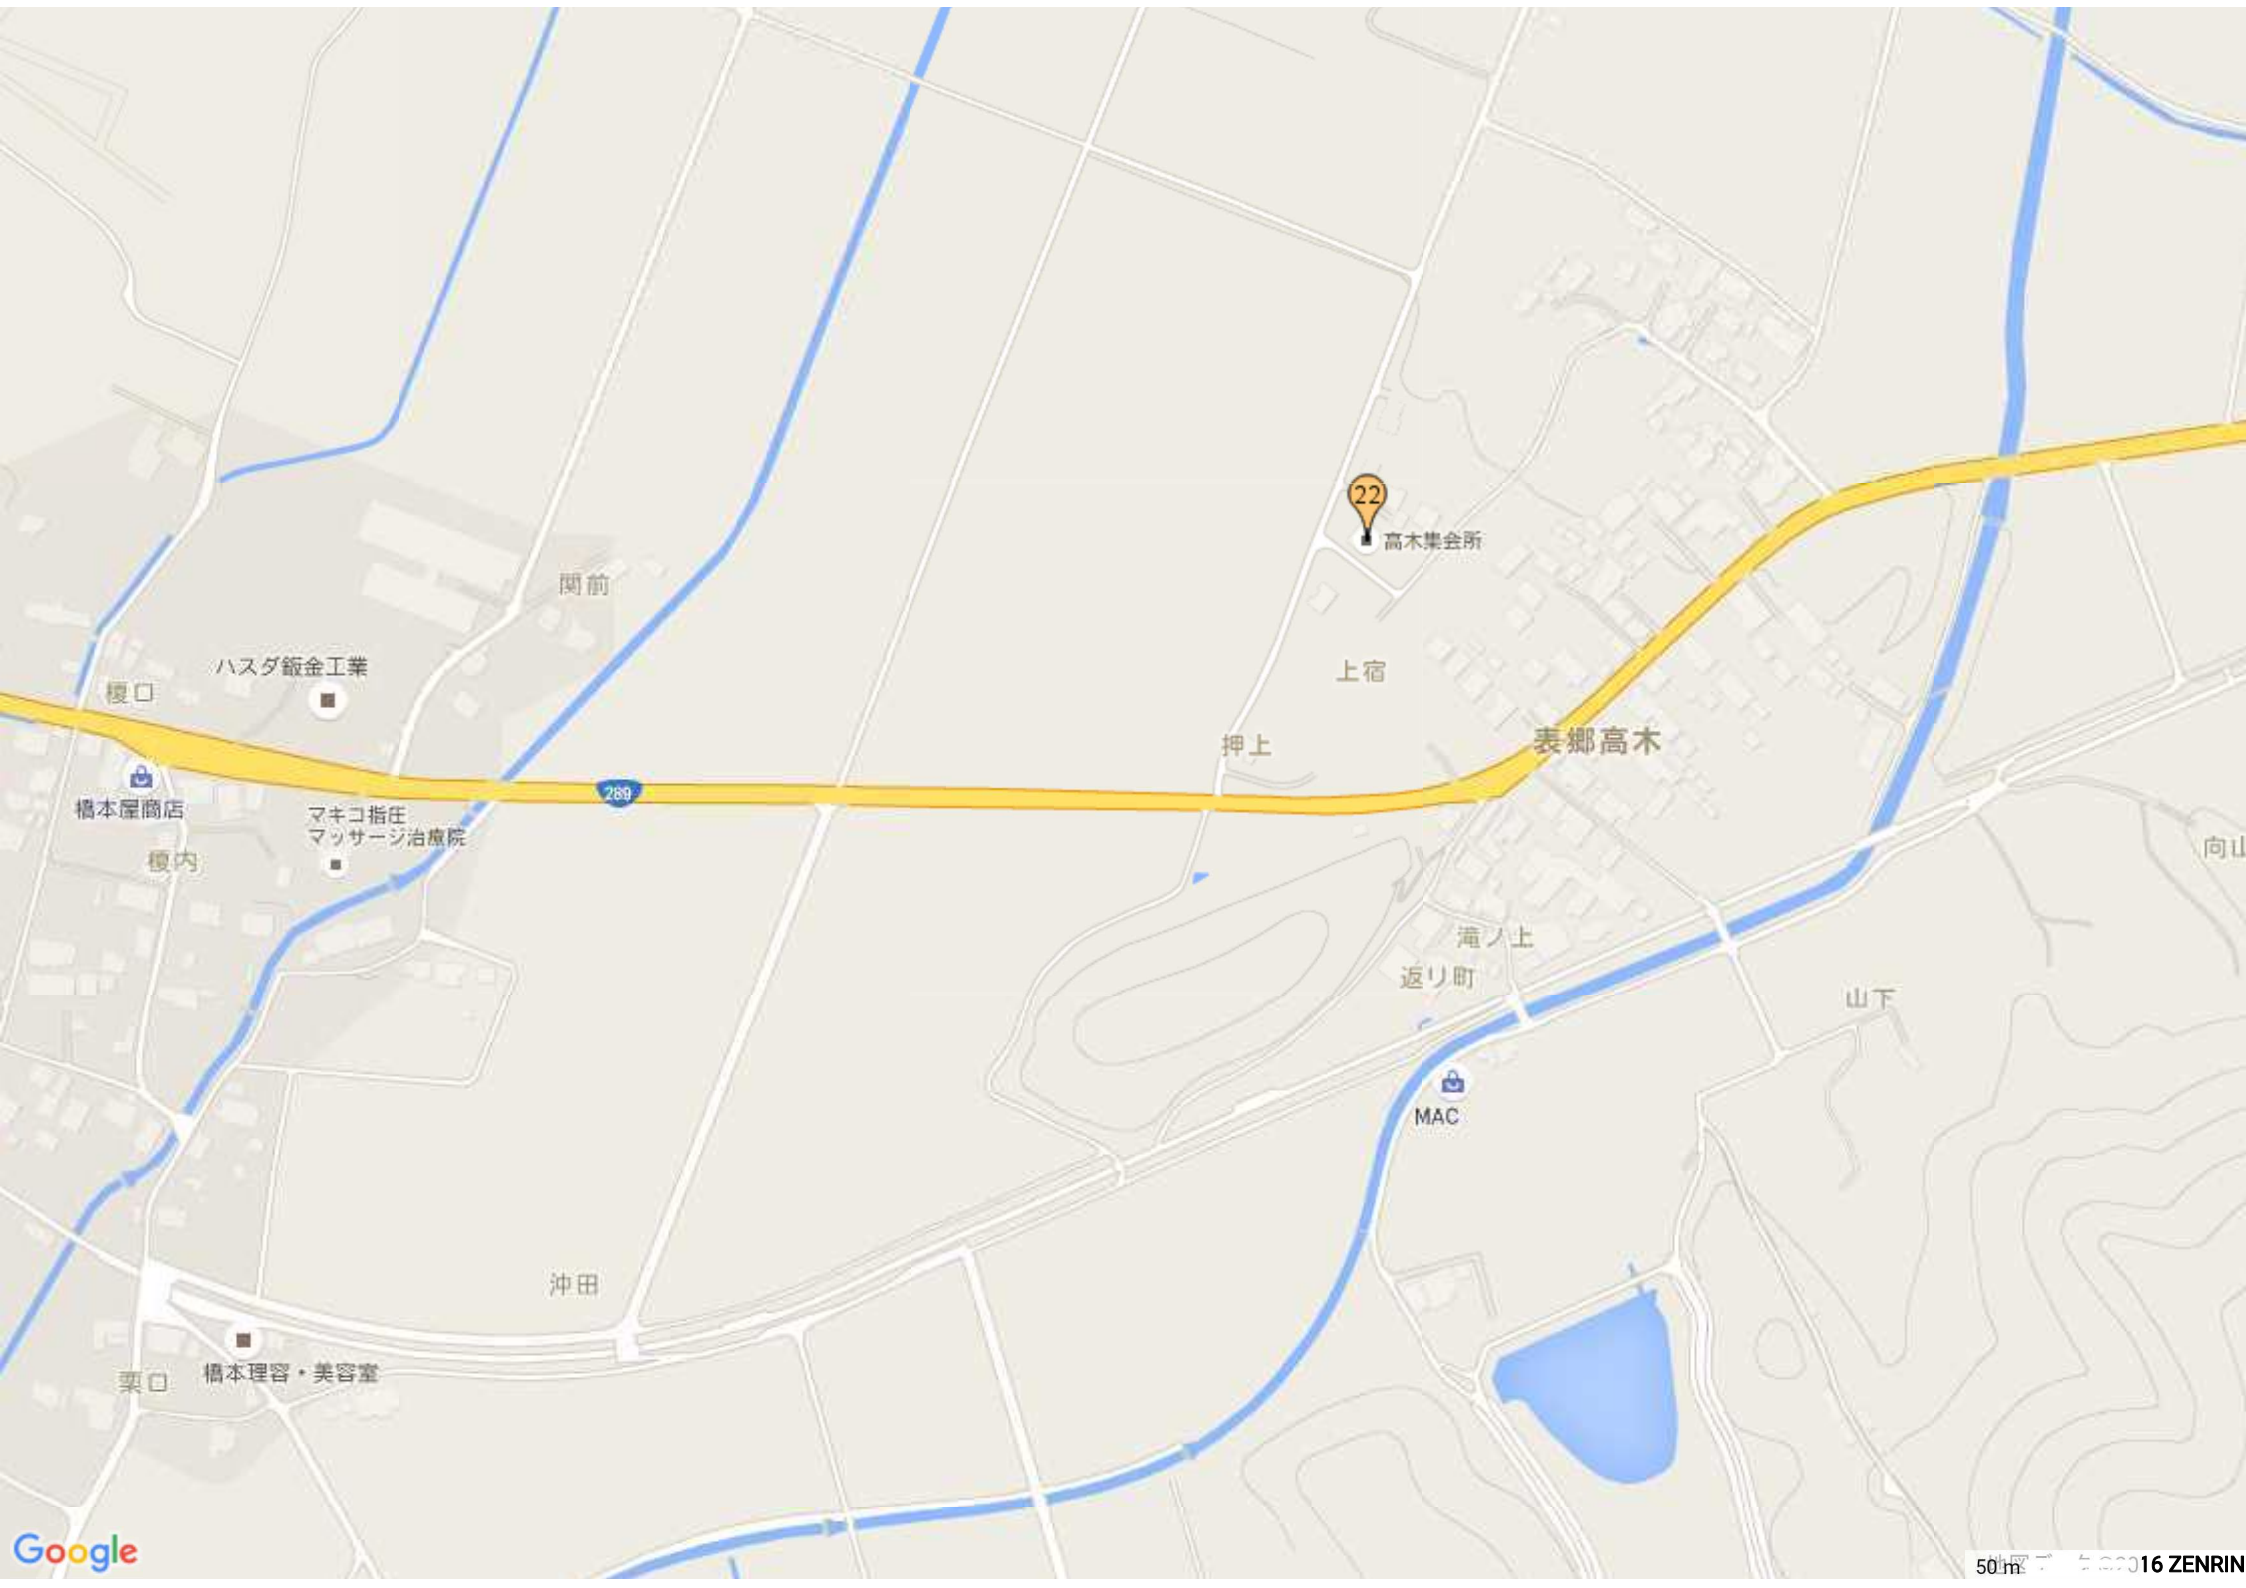 22
高木集会所
関前
ハスダ鈑金工業
榎口
上宿
押上
表郷高木
289
橋本屋商店
マキコ指圧
マッサージ治療院
榎内
向山
滝ノ上
返リ町
山下
MAC
沖田
橋本理容・美容室
栗口
Google
50 m
16 ZENRIN